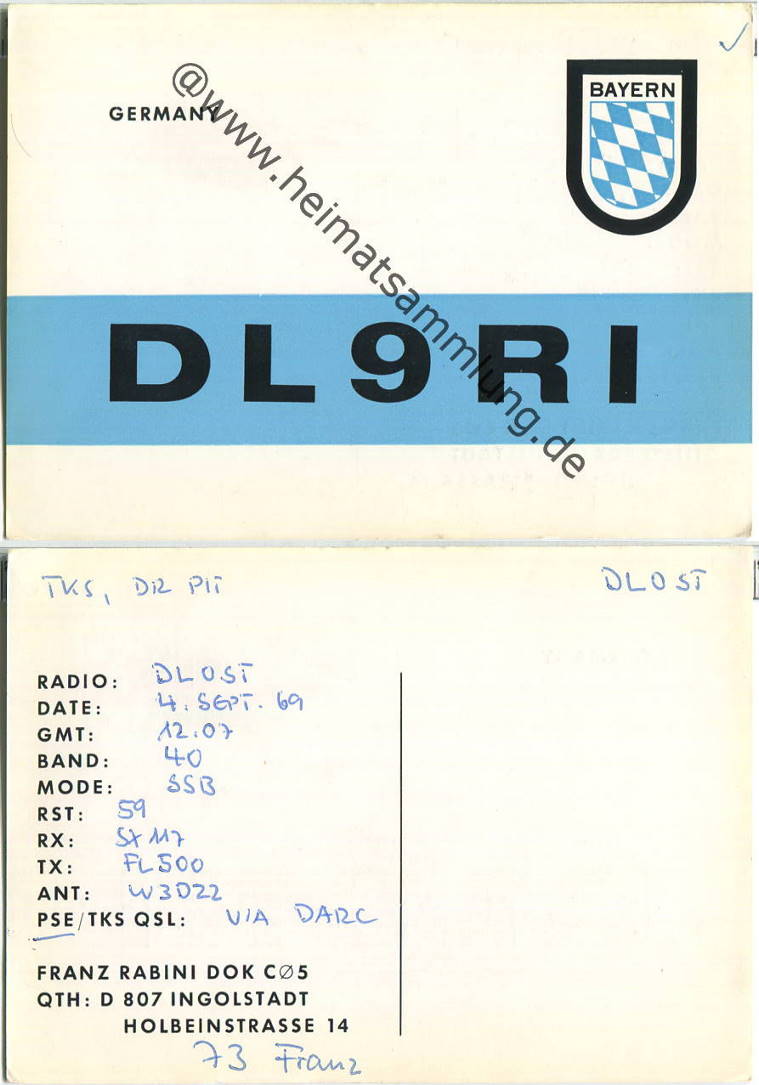 GERMANY
BAYERN
@www.heimatsammlung.de
DL9RI
TKS, DR PIT
DL0ST
RADIO: DL0ST
DATE: 4. SEPT. 69
GMT: 12.07
BAND: 40
MODE: SSB
RST: 59
RX: SX 117
TX: FL500
ANT: W3DZZ
PSE/TKS QSL: VIA DARC
FRANZ RABINI DOK CØ5
QTH: D 807 INGOLSTADT
HOLBEINSTRASSE 14
73 Franz